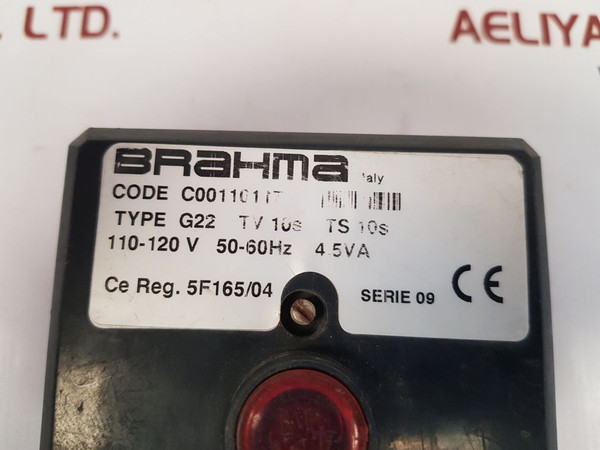 LTD.
AELIYA
BRAHMA Italy
TYPE G22 TV 10s TS 10s
CODE
110-120 V 50-60Hz 4.5VA
Ce Reg. 5F165/04
SERIE 09 CE